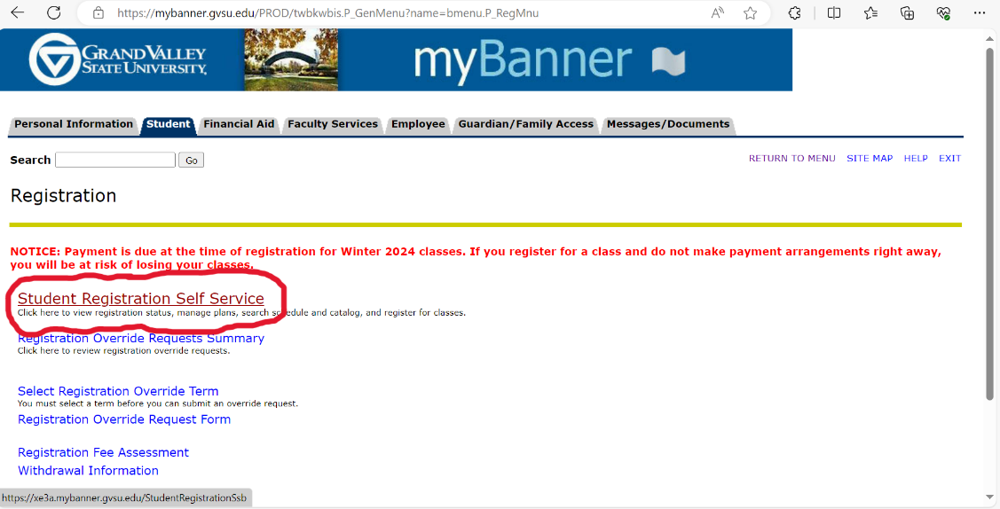 https://mybanner.gvsu.edu/PROD/twbkwbis.P_GenMenu?name=bmenu.P_RegMnu
GRAND VALLEY
STATE UNIVERSITY.
myBanner
Personal Information Student Financial Aid Faculty Services Employee Guardian/Family Access Messages/Documents
Search Go RETURN TO MENU SITE MAP HELP EXIT
Registration
NOTICE: Payment is due at the time of registration for Winter 2024 classes. If you register for a class and do not make payment arrangements right away,
you will be at risk of losing your classes.
Student Registration Self Service
Click here to view registration status, manage plans, search schedule and catalog, and register for classes.
Registration Override Requests Summary
Click here to review registration override requests.
Select Registration Override Term
You must select a term before you can submit an override request.
Registration Override Request Form
Registration Fee Assessment
Withdrawal Information
https://xe3a.mybanner.gvsu.edu/StudentRegistrationSsb